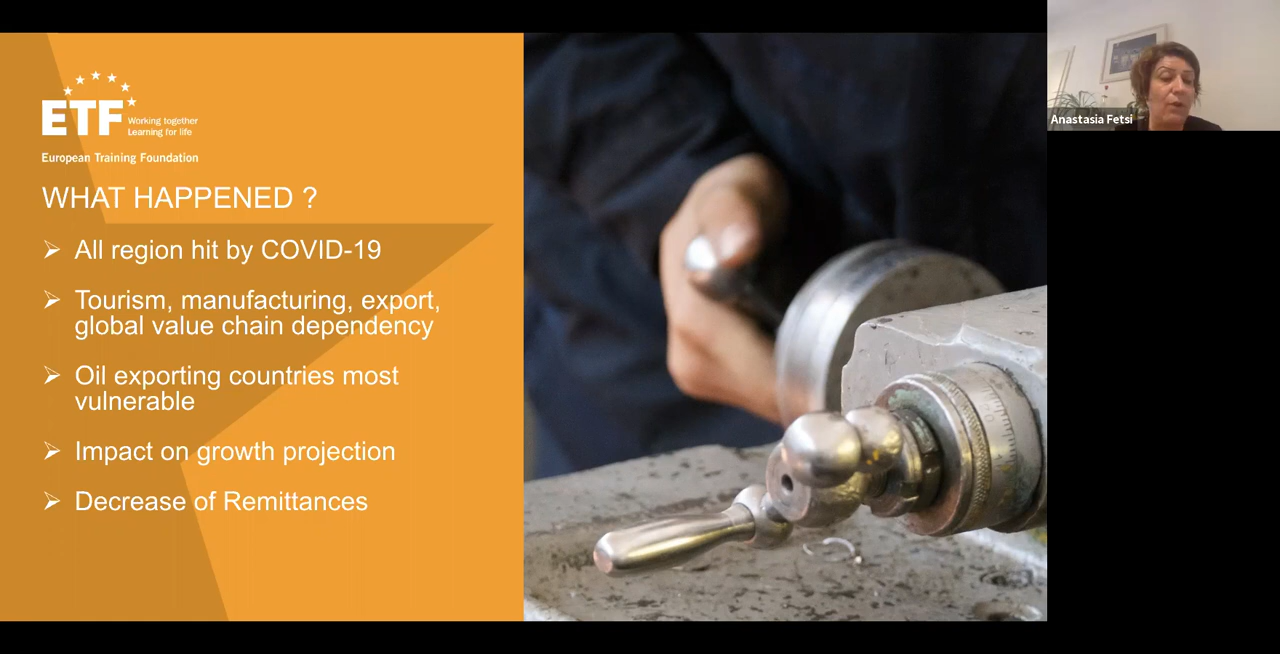 ETF
Working together
Learning for life
European Training Foundation
WHAT HAPPENED ?
All region hit by COVID-19
Tourism, manufacturing, export,
global value chain dependency
Oil exporting countries most
vulnerable
Impact on growth projection
Decrease of Remittances
Anastasia Fetsi